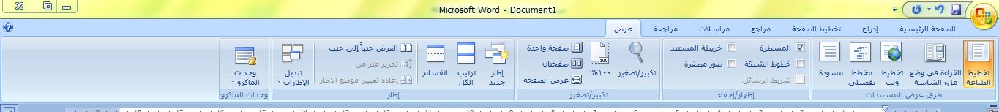 Microsoft Word - Document1
الصفحة الرئيسية إدراج تخطيط الصفحة مراجع مراسلات مراجعة عرض
تخطيط الطباعة
القراءة في وضع ملء الشاشة
تخطيط ويب
مخطط تفصيلي
مسودة
طرق عرض المستندات
المسطرة
خطوط الشبكة
شريط الرسائل
خريطة المستند
صور مصغرة
إظهار/إخفاء
تكبير/تصغير
100
١٠٠%
صفحة واحدة
صفحتان
عرض الصفحة
تكبير/تصغير
إطار جديد
ترتيب الكل
انقسام
العرض جنباً إلى جنب
تمرير متزامن
إعادة تعيين موضع الإطار
تبديل الإطارات
إطار
وحدات الماكرو
وحدات الماكرو